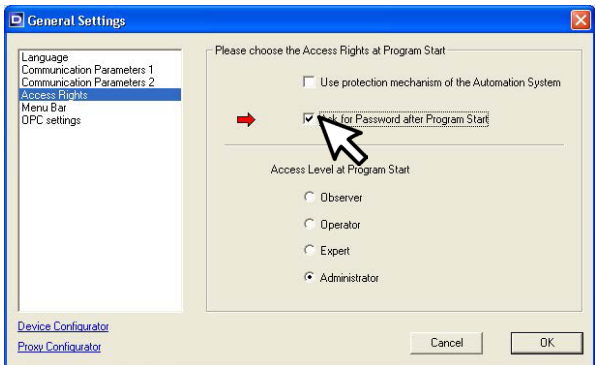 General Settings
Language
Communication Parameters 1
Communication Parameters 2
Access Rights
Menu Bar
OPC settings
Please choose the Access Rights at Program Start
Use protection mechanism of the Automation System
for Password after Program Start
Access Level at Program Start
Observer
Operator
Expert
Administrator
Device Configurator
Proxy Configurator
Cancel
OK